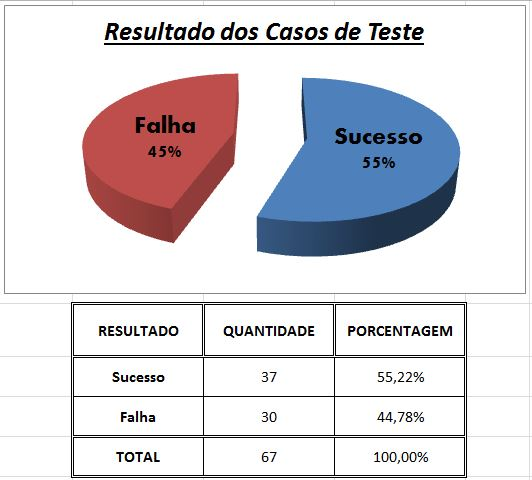 Resultado dos Casos de Teste
Falha
45%
Sucesso
55%
RESULTADO QUANTIDADE PORCENTAGEM
Sucesso 37 55,22%
Falha 30 44,78%
TOTAL 67 100,00%